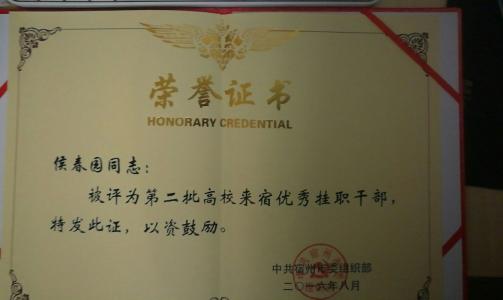 荣誉证书
HONORARY CREDENTIAL
侯春园同志：
被评为第二批高校来宿优秀挂职干部，
特发此证，以资鼓励。
中共宿州市委组织部
二〇一六年八月